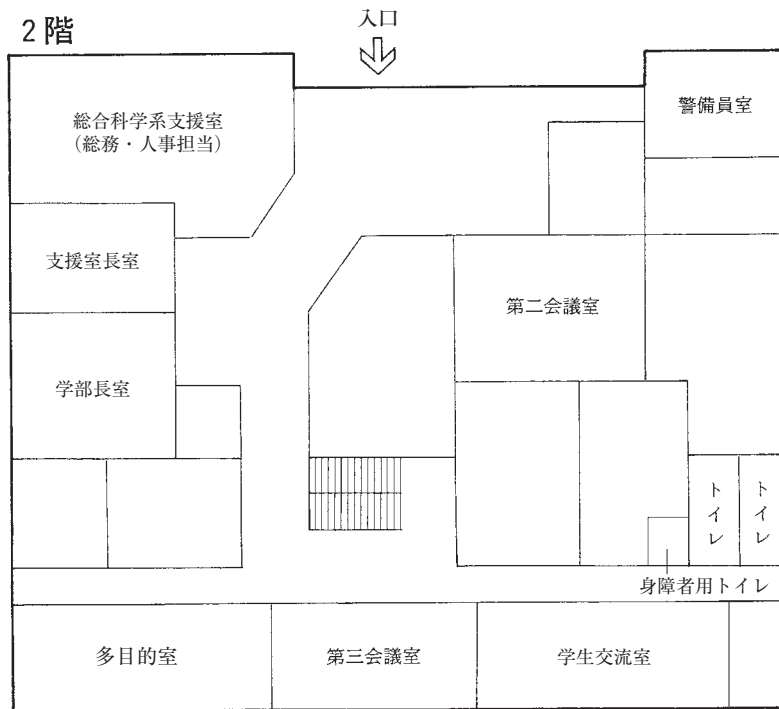 2階
入口
総合科学系支援室
(総務・人事担当)
警備員室
支援室長室
第二会議室
学部長室
トイレ
トイレ
身障者用トイレ
多目的室
第三会議室
学生交流室